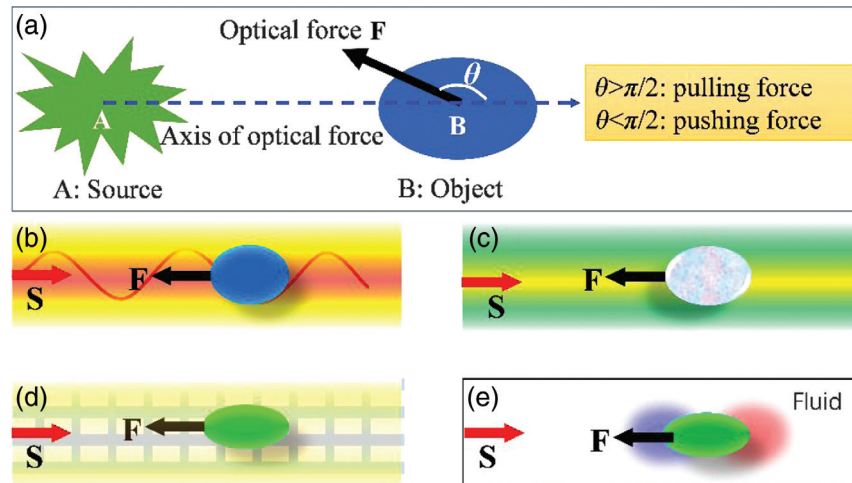 (a)
Optical force F
θ
A
B
Axis of optical force
θ>π/2: pulling force
θ<π/2: pushing force
A: Source
B: Object
(b)
F
S
(c)
F
S
(d)
F
S
(e)
Fluid
F
S